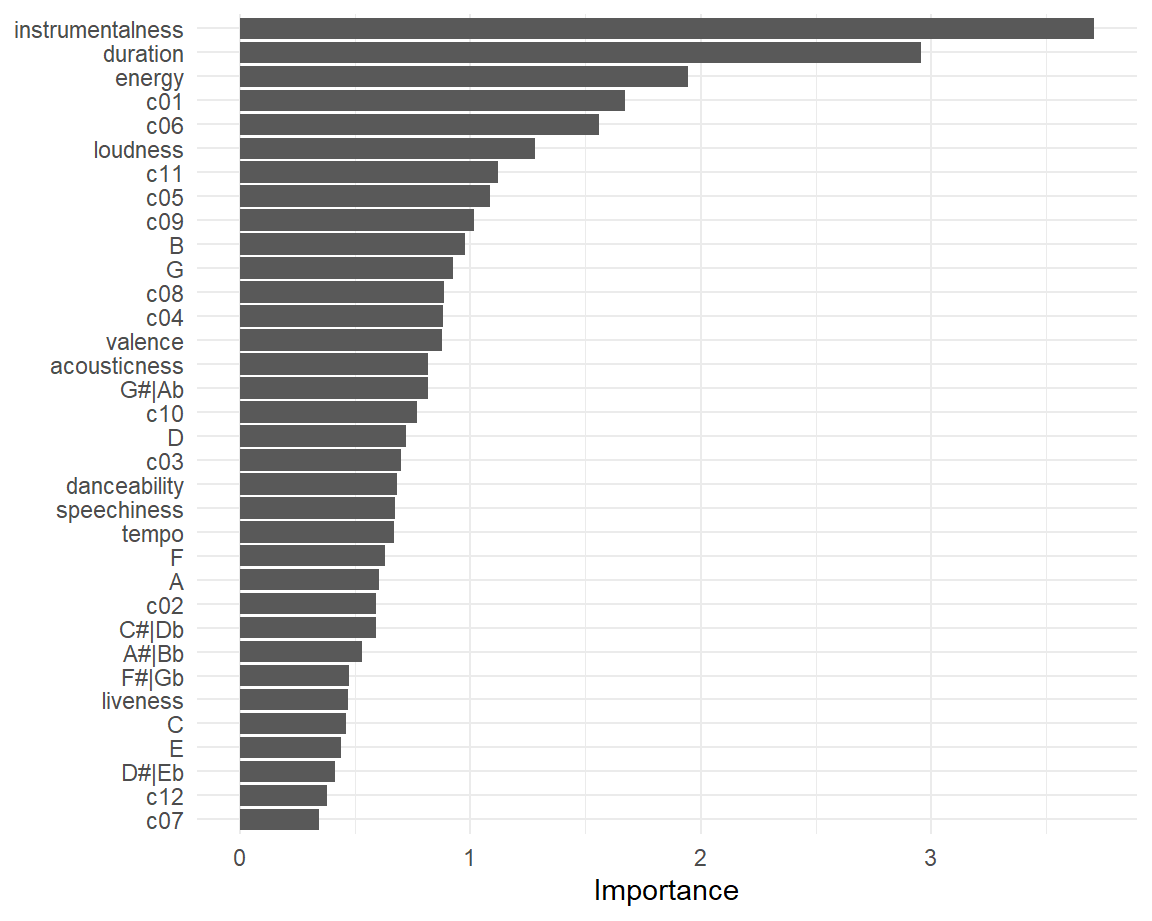 instrumentalness
duration
energy
c01
c06
loudness
c11
c05
c09
B
G
c08
c04
valence
acousticness
G#|Ab
c10
D
c03
danceability
speechiness
tempo
F
A
c02
C#|Db
A#|Bb
F#|Gb
liveness
C
E
D#|Eb
c12
c07
0 1 2 3
Importance